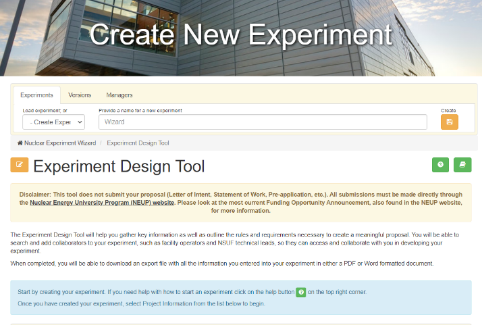 Create New Experiment
Experiments Versions Managers
Load experiment, or Provide a name for a new experiment Create
- Create Exper Wizard
Nuclear Experiment Wizard / Experiment Design Tool
Experiment Design Tool
Disclaimer: This tool does not submit your proposal (Letter of Intent, Statement of Work, Pre-application, etc.). All submissions must be made directly through
the Nuclear Energy University Program (NEUP) website. Please look at the most current Funding Opportunity Announcement, also found in the NEUP website,
for more information.
The Experiment Design Tool will help you gather key information as well as outline the rules and requirements necessary to create a meaningful proposal. You will be able to
search and add collaborators to your experiment, such as facility operators and NSUF technical leads, so they can access and collaborate with you in developing your
experiment.
When completed, you will be able to download an export file with all the information you entered into your experiment in either a PDF or Word formatted document.
Start by creating your experiment. If you need help with how to start an experiment click on the help button on the top right corner.
Once you have created your experiment, select Project Information from the list below to begin.